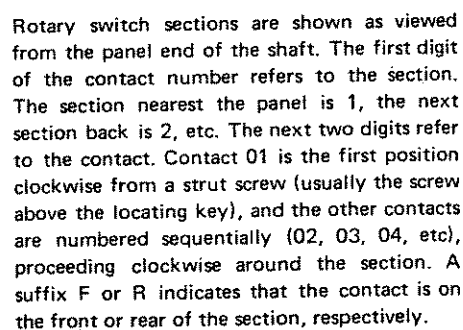 Rotary switch sections are shown as viewed
from the panel end of the shaft. The first digit
of the contact number refers to the section.
The section nearest the panel is 1, the next
section back is 2, etc. The next two digits refer
to the contact. Contact 01 is the first position
clockwise from a strut screw (usually the screw
above the locating key), and the other contacts
are numbered sequentially (02, 03, 04, etc),
proceeding clockwise around the section. A
suffix F or R indicates that the contact is on
the front or rear of the section, respectively.